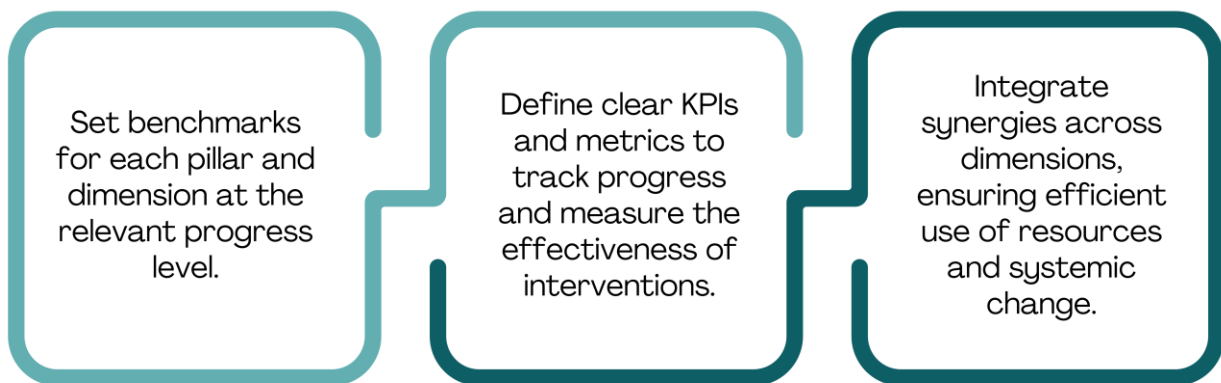 Set benchmarks
for each pillar and
dimension at the
relevant progress
level.
Define clear KPIs
and metrics to
track progress
and measure the
effectiveness of
interventions.
Integrate
synergies across
dimensions,
ensuring efficient
use of resources
and systemic
change.